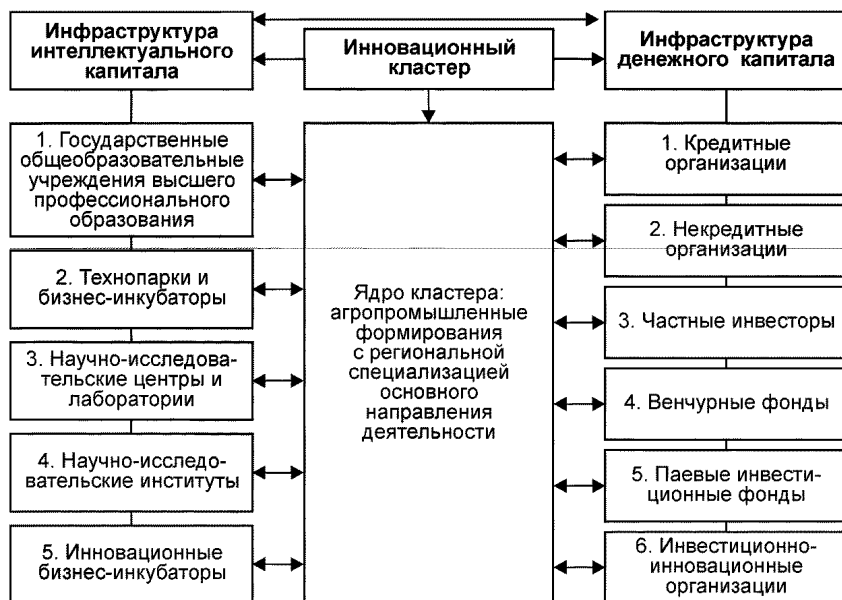 Инфраструктура
интеллектуального
капитала
Инновационный
кластер
Инфраструктура
денежного капитала
1. Государственные
общеобразовательные
учреждения высшего
профессионального
образования
2. Технопарки и
бизнес-инкубаторы
3. Научно-исследова-
тельские центры и
лаборатории
4. Научно-исследо-
вательские институты
5. Инновационные
бизнес-инкубаторы
Ядро кластера:
агропромышленные
формирования
с региональной
специализацией
основного
направления
деятельности
1. Кредитные
организации
2. Некредитные
организации
3. Частные инвесторы
4. Венчурные фонды
5. Паевые инвести-
ционные фонды
6. Инвестиционно-
инновационные
организации